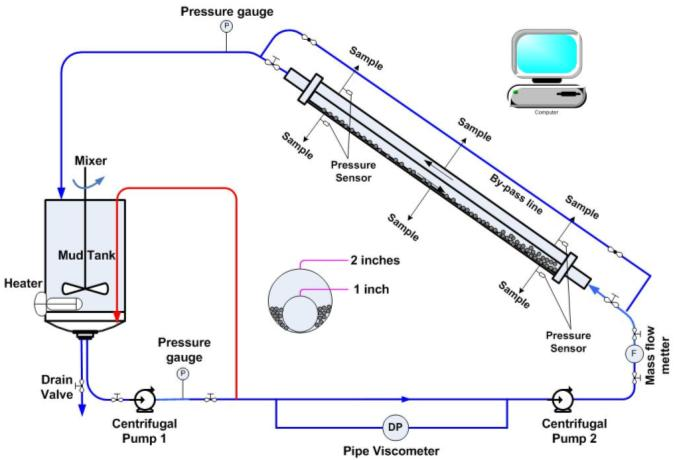 Pressure gauge
P
Sample
Computer
Sample
Sample
Pressure
Sensor
By-pass line
Sample
Sample
Mixer
Mud Tank
Heater
2 inches
1 inch
Sample
Pressure
Sensor
Pressure
gauge
P
F
Mass flow
metter
Drain
Valve
Centrifugal
Pump 1
DP
Pipe Viscometer
Centrifugal
Pump 2